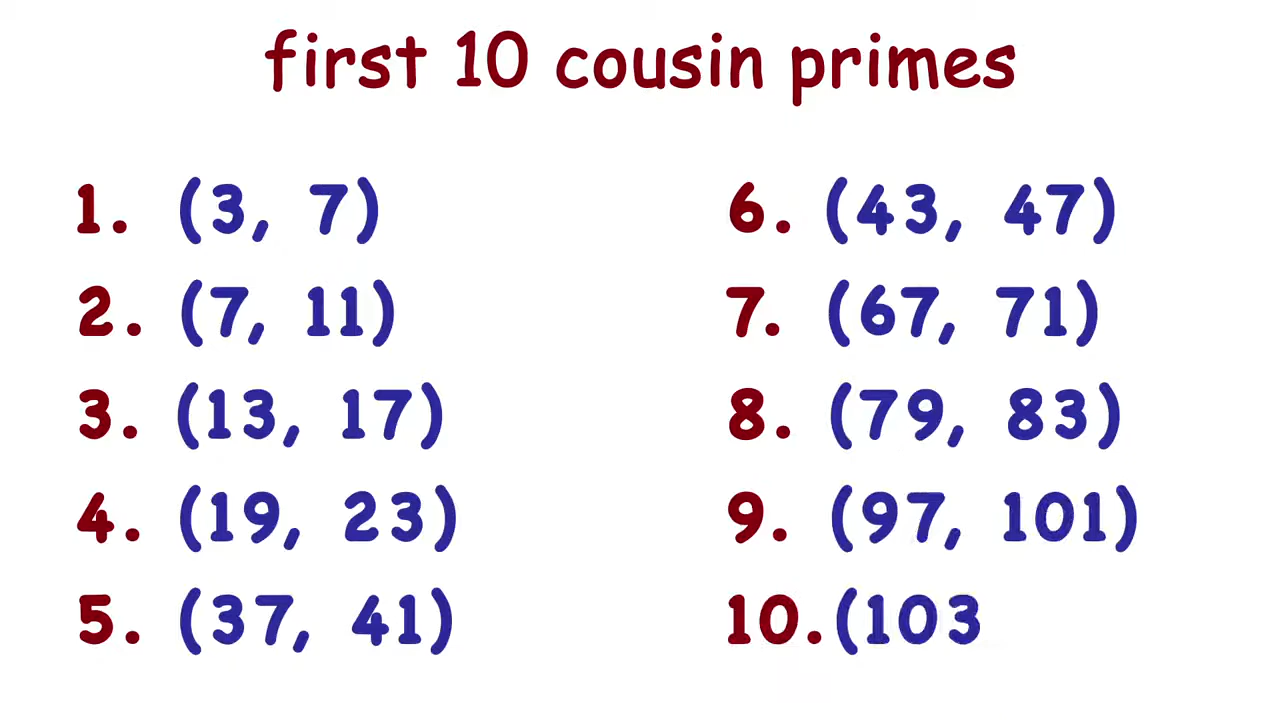 first 10 cousin primes
1. (3, 7)
2. (7, 11)
3. (13, 17)
4. (19, 23)
5. (37, 41)
6. (43, 47)
7. (67, 71)
8. (79, 83)
9. (97, 101)
10.(103